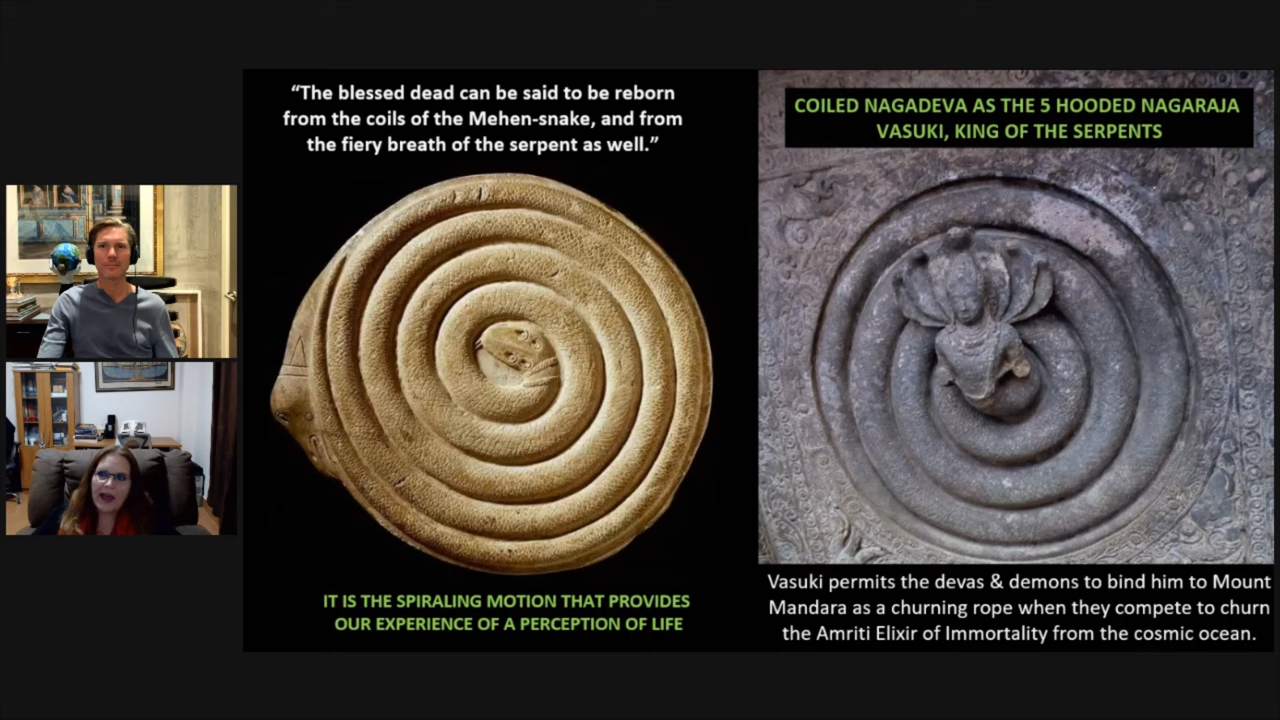 “The blessed dead can be said to be reborn
from the coils of the Mehen-snake, and from
the fiery breath of the serpent as well.”
IT IS THE SPIRALING MOTION THAT PROVIDES
OUR EXPERIENCE OF A PERCEPTION OF LIFE
COILED NAGADEVA AS THE 5 HOODED NAGARAJA
VASUKI, KING OF THE SERPENTS
Vasuki permits the devas & demons to bind him to Mount
Mandara as a churning rope when they compete to churn
the Amriti Elixir of Immortality from the cosmic ocean.